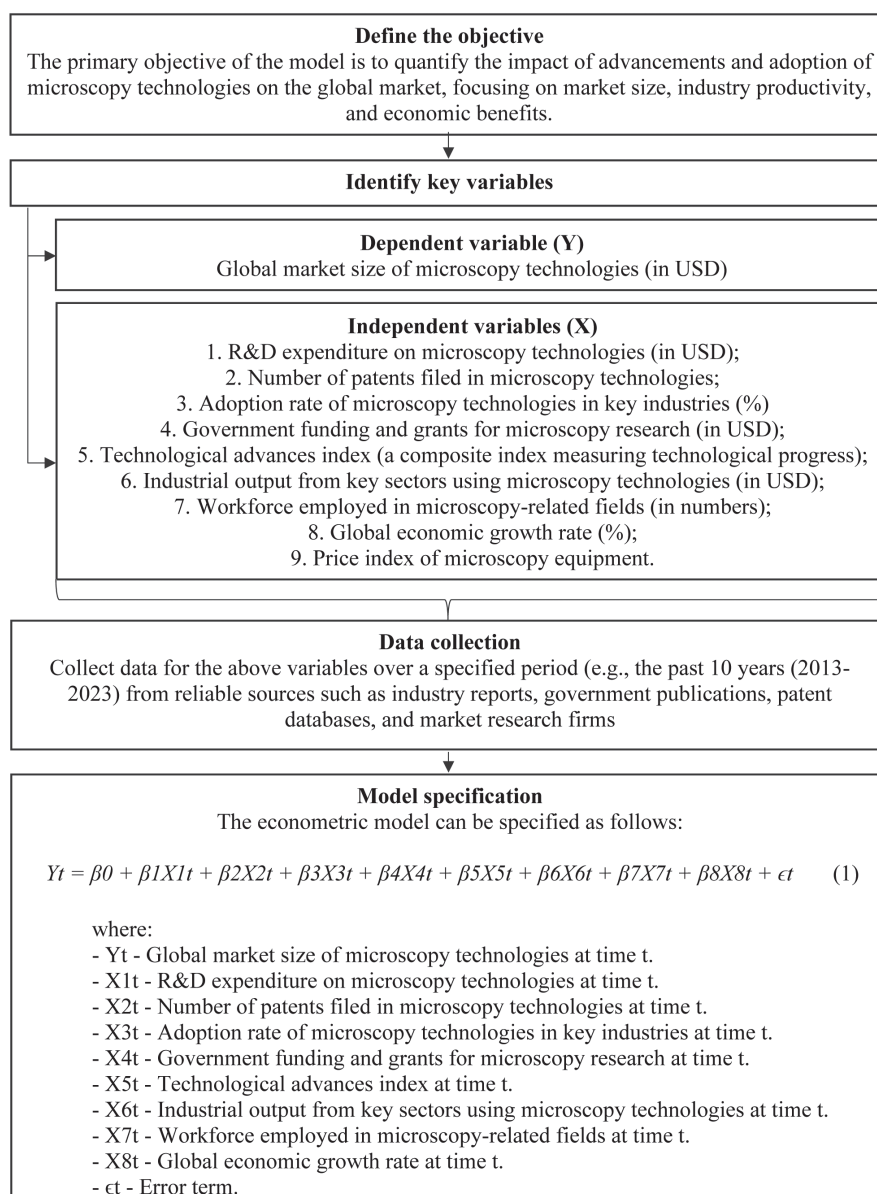 Define the objective
The primary objective of the model is to quantify the impact of advancements and adoption of
microscopy technologies on the global market, focusing on market size, industry productivity,
and economic benefits.
Identify key variables
Dependent variable (Y)
Global market size of microscopy technologies (in USD)
Independent variables (X)
1. R&D expenditure on microscopy technologies (in USD);
2. Number of patents filed in microscopy technologies;
3. Adoption rate of microscopy technologies in key industries (%)
4. Government funding and grants for microscopy research (in USD);
5. Technological advances index (a composite index measuring technological progress);
6. Industrial output from key sectors using microscopy technologies (in USD);
7. Workforce employed in microscopy-related fields (in numbers);
8. Global economic growth rate (%);
9. Price index of microscopy equipment.
Data collection
Collect data for the above variables over a specified period (e.g., the past 10 years (2013-
2023) from reliable sources such as industry reports, government publications, patent
databases, and market research firms
Model specification
The econometric model can be specified as follows:
Yt = β0 + β1X1t + β2X2t + β3X3t + β4X4t + β5X5t + β6X6t + β7X7t + β8X8t + ϵt (1)
where:
- Yt - Global market size of microscopy technologies at time t.
- X1t - R&D expenditure on microscopy technologies at time t.
- X2t - Number of patents filed in microscopy technologies at time t.
- X3t - Adoption rate of microscopy technologies in key industries at time t.
- X4t - Government funding and grants for microscopy research at time t.
- X5t - Technological advances index at time t.
- X6t - Industrial output from key sectors using microscopy technologies at time t.
- X7t - Workforce employed in microscopy-related fields at time t.
- X8t - Global economic growth rate at time t.
- ϵt - Error term.